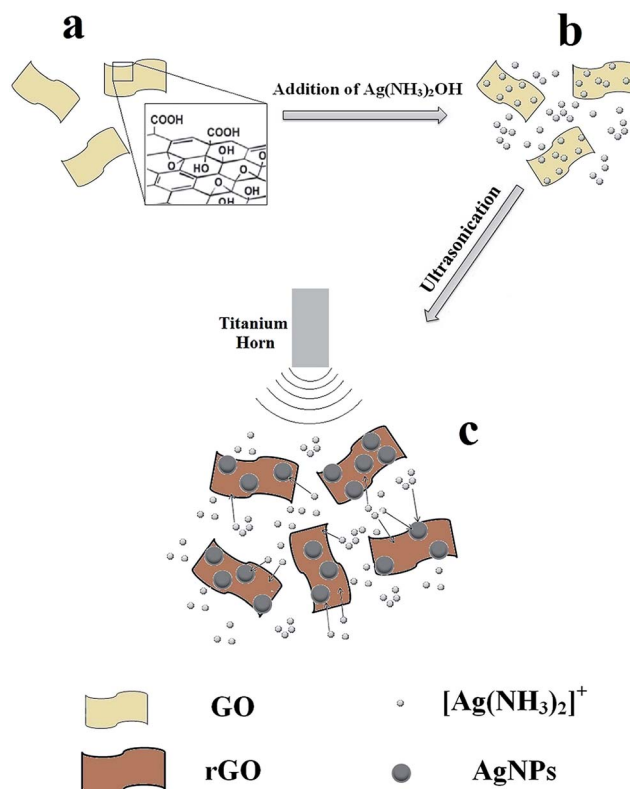 a
b
Addition of Ag(NH₃)₂OH
COOH
COOH
OH
O
HO
O
O
OH
O
OH
Ultrasonication
Titanium
Horn
c
GO
[Ag(NH₃)₂]⁺
rGO
AgNPs